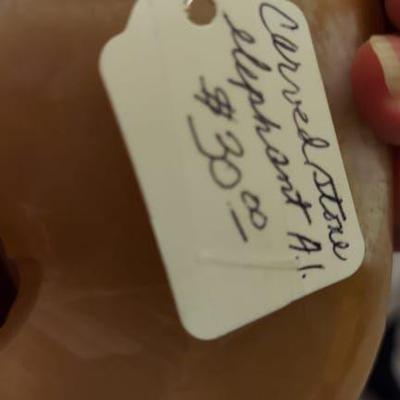 Carved stone
elephant A.I.
$30.00